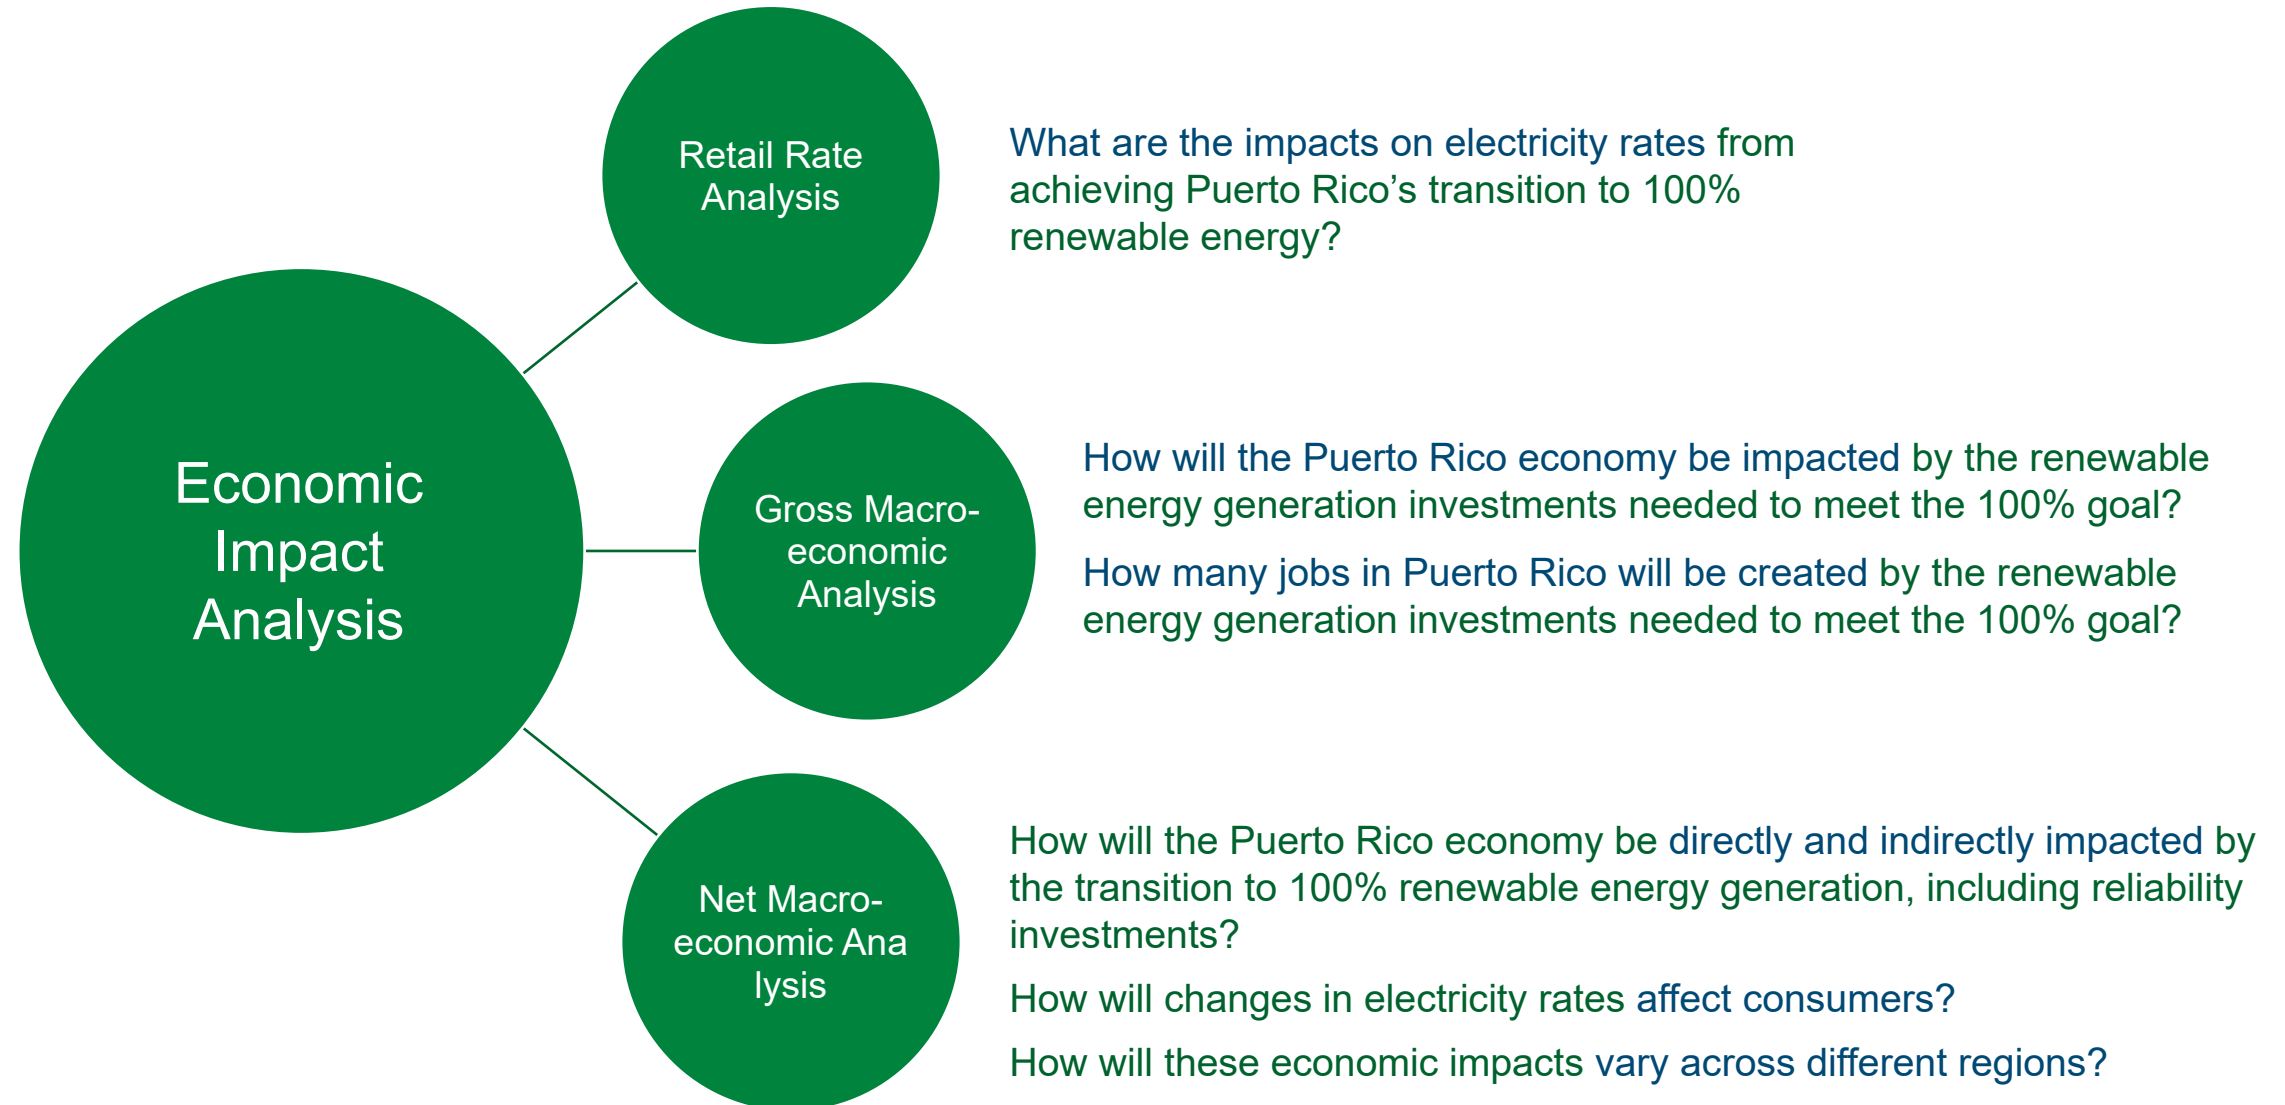 Economic
Impact
Analysis
Retail Rate
Analysis
What are the impacts on electricity rates from
achieving Puerto Rico’s transition to 100%
renewable energy?
Gross Macro-
economic
Analysis
How will the Puerto Rico economy be impacted by the renewable
energy generation investments needed to meet the 100% goal?
How many jobs in Puerto Rico will be created by the renewable
energy generation investments needed to meet the 100% goal?
Net Macro-
economic Ana
lysis
How will the Puerto Rico economy be directly and indirectly impacted by
the transition to 100% renewable energy generation, including reliability
investments?
How will changes in electricity rates affect consumers?
How will these economic impacts vary across different regions?